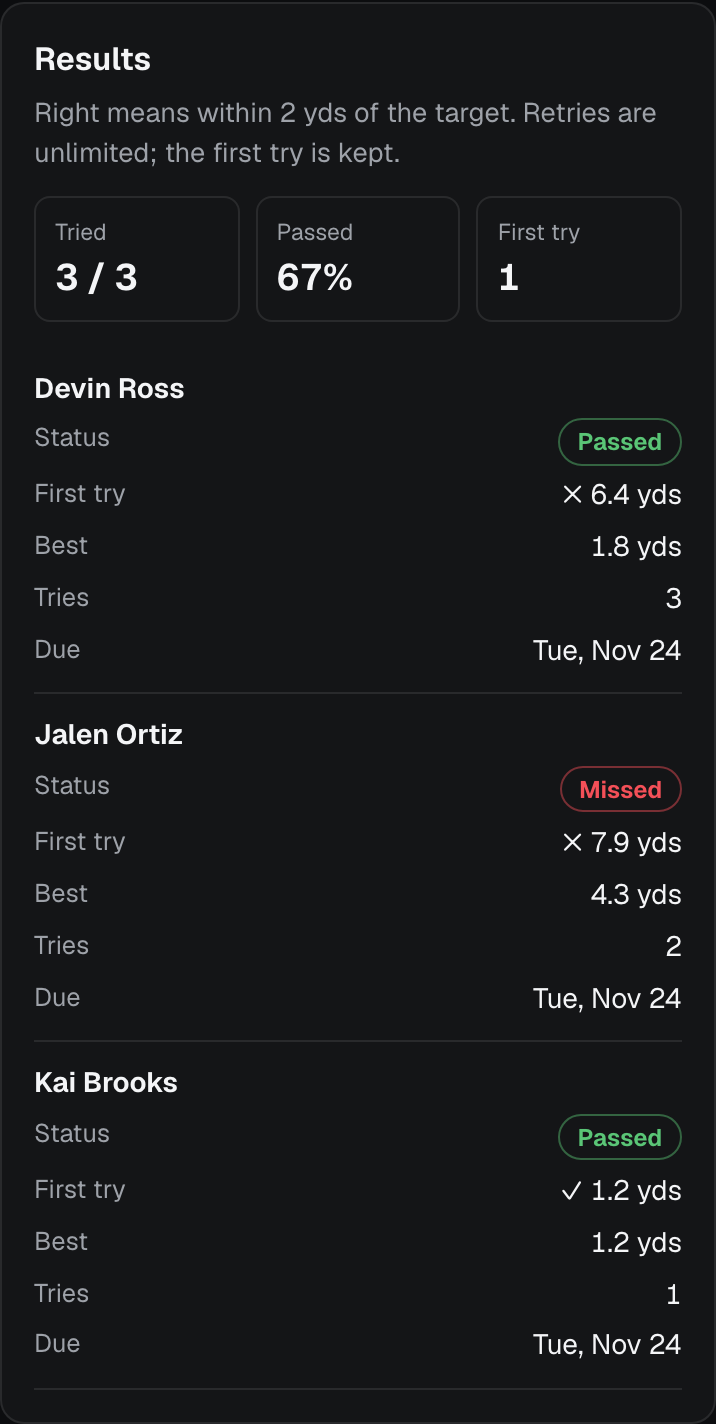 Results
Right means within 2 yds of the target. Retries are
unlimited; the first try is kept.
Tried
3 / 3
Passed
67%
First try
1
Devin Ross
Status Passed
First try ✕ 6.4 yds
Best 1.8 yds
Tries 3
Due Tue, Nov 24
Jalen Ortiz
Status Missed
First try ✕ 7.9 yds
Best 4.3 yds
Tries 2
Due Tue, Nov 24
Kai Brooks
Status Passed
First try ✓ 1.2 yds
Best 1.2 yds
Tries 1
Due Tue, Nov 24